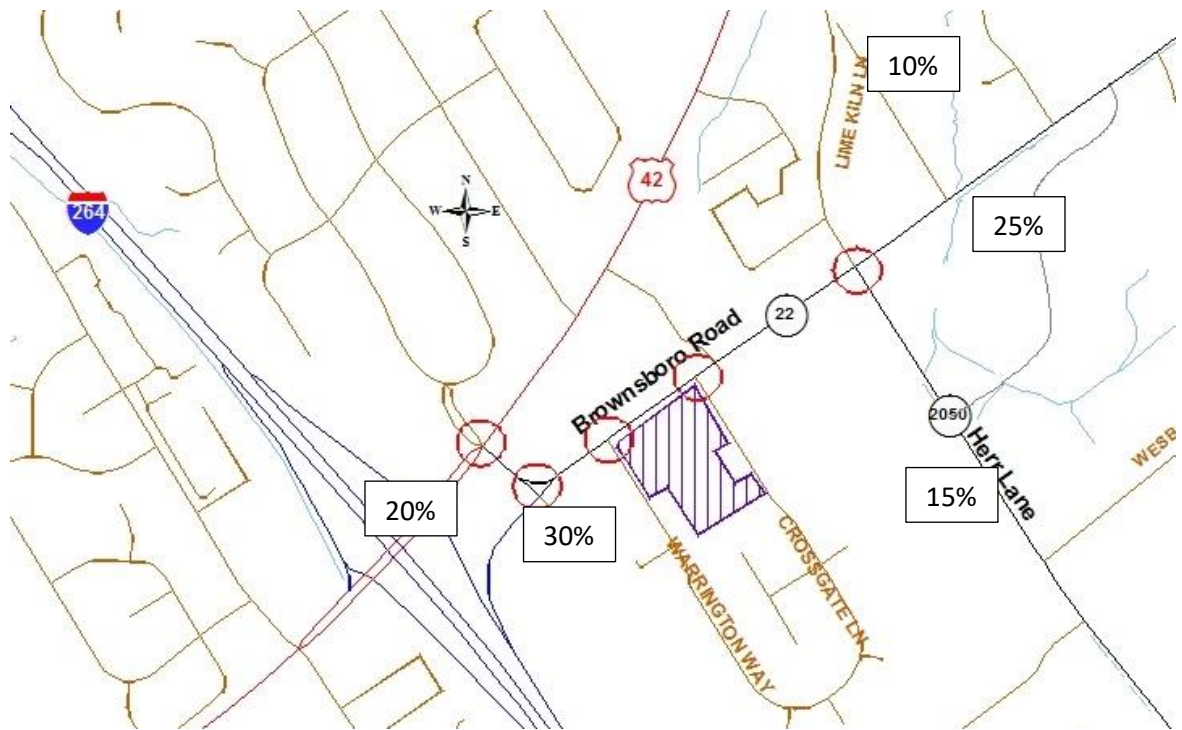 10%
LIME KILN LN
264
42
N
W E
S
25%
22
Brownsboro Road
2050
Herr Lane
WESB
20%
30%
15%
WARRINGTON WAY
CROSSGATE LN